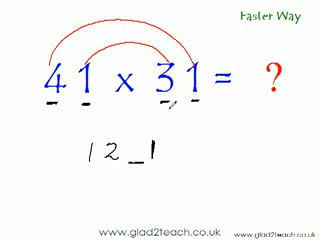 Faster Way
41 x 31 = ?
12_1
www.glad2teach.co.uk
www.glad2teach.co.uk